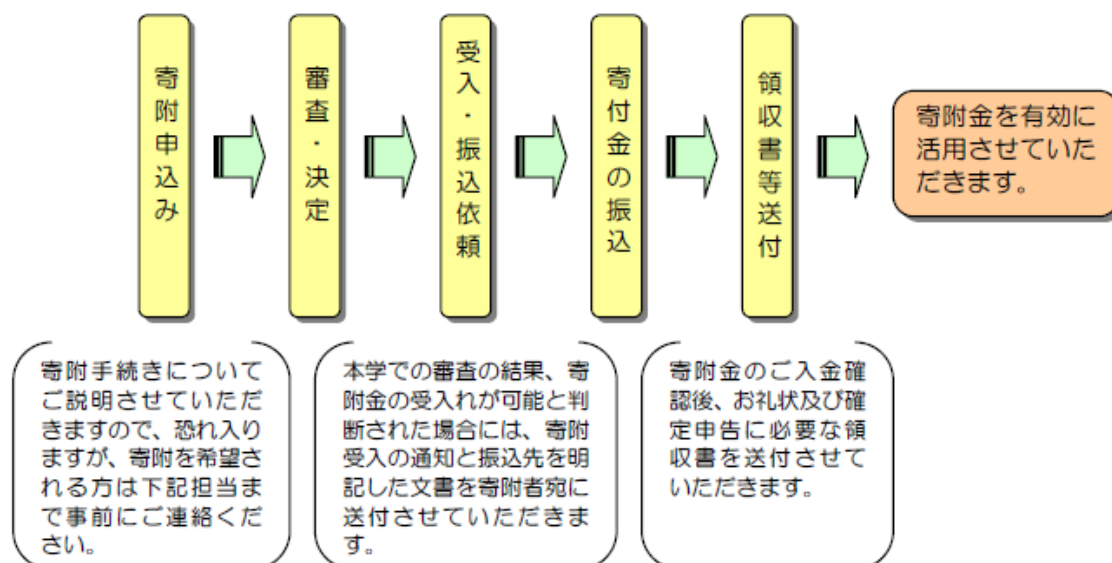 寄附申込み
審査・決定
受入・振込依頼
寄付金の振込
領収書等送付
寄附金を有効に
活用させていた
だきます。
寄附手続きについて
ご説明させていただ
きますので、恐れ入り
ますが、寄附を希望さ
れる方は下記担当ま
で事前にご連絡くだ
さい。
本学での審査の結果、寄
附金の受入れが可能と判
断された場合には、寄附
受入の通知と振込先を明
記した文書を寄附者宛に
送付させていただきま
す。
寄附金のご入金確
認後、お礼状及び確
定申告に必要な領
収書を送付させて
いただきます。